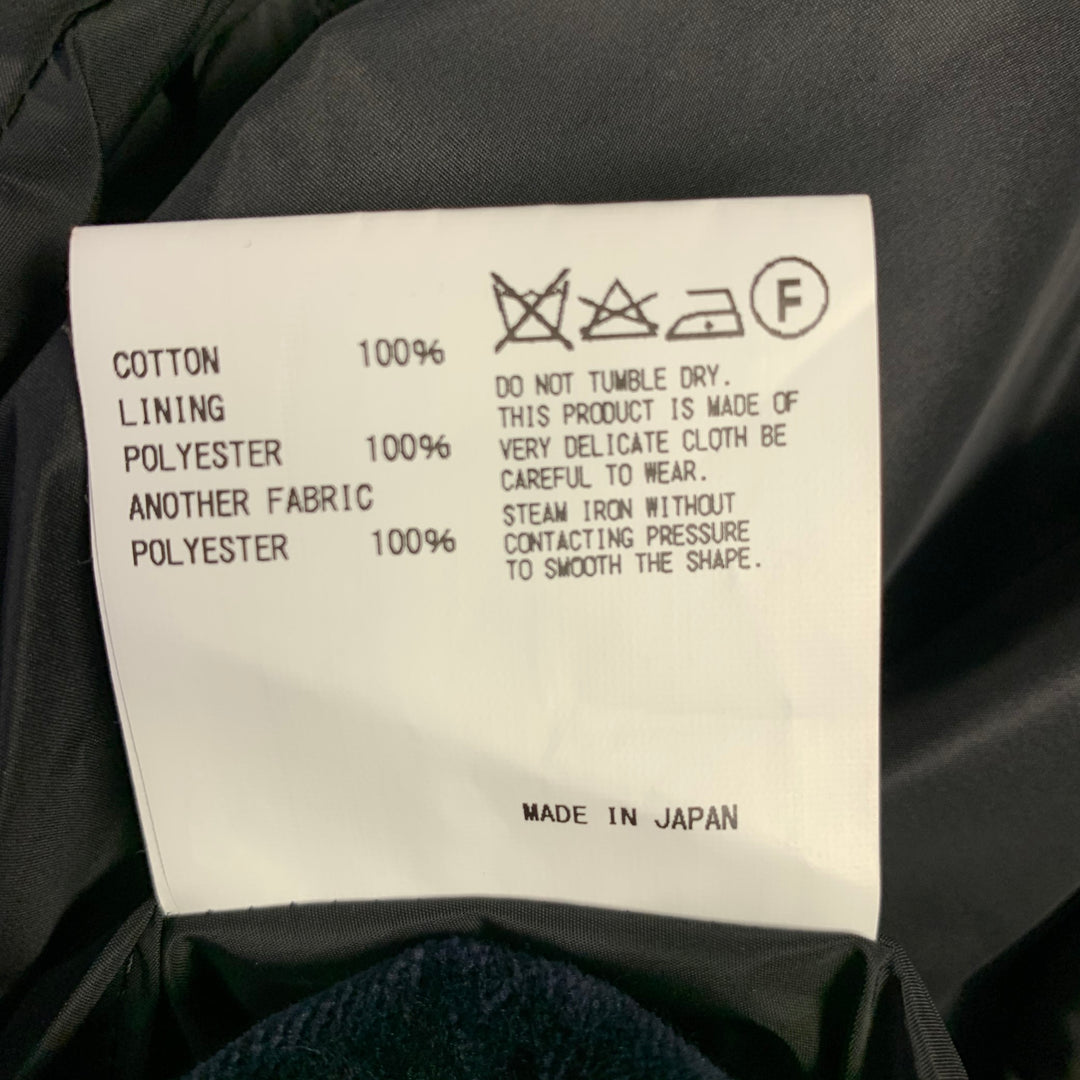 COTTON 100%
LINING
POLYESTER 100%
ANOTHER FABRIC
POLYESTER 100%
F
DO NOT TUMBLE DRY.
THIS PRODUCT IS MADE OF
VERY DELICATE CLOTH BE
CAREFUL TO WEAR.
STEAM IRON WITHOUT
CONTACTING PRESSURE
TO SMOOTH THE SHAPE.
MADE IN JAPAN